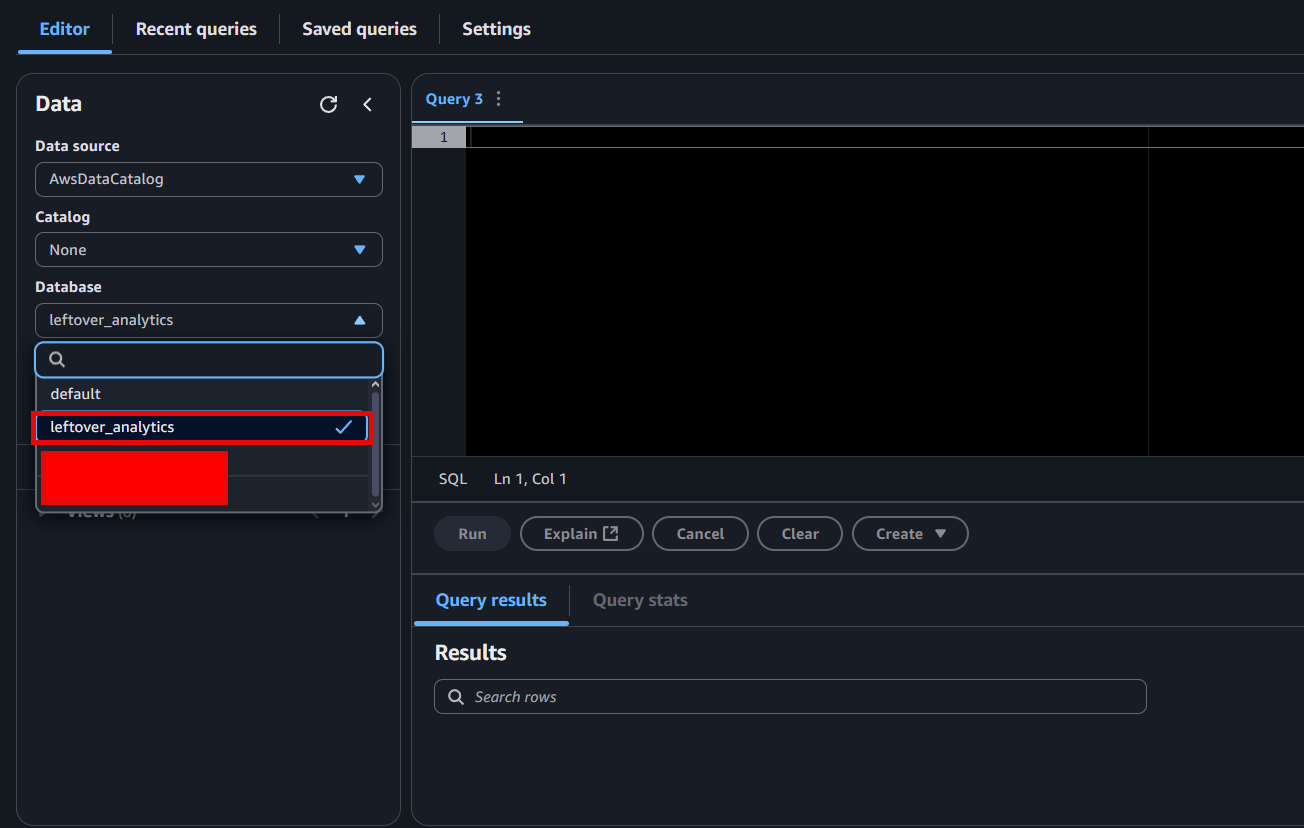 Editor
Recent queries
Saved queries
Settings
Data
Data source
AwsDataCatalog
Catalog
None
Database
leftover_analytics
default
leftover_analytics
Views
Query 3
1
SQL
Ln 1, Col 1
Run
Explain
Cancel
Clear
Create
Query results
Query stats
Results
Search rows